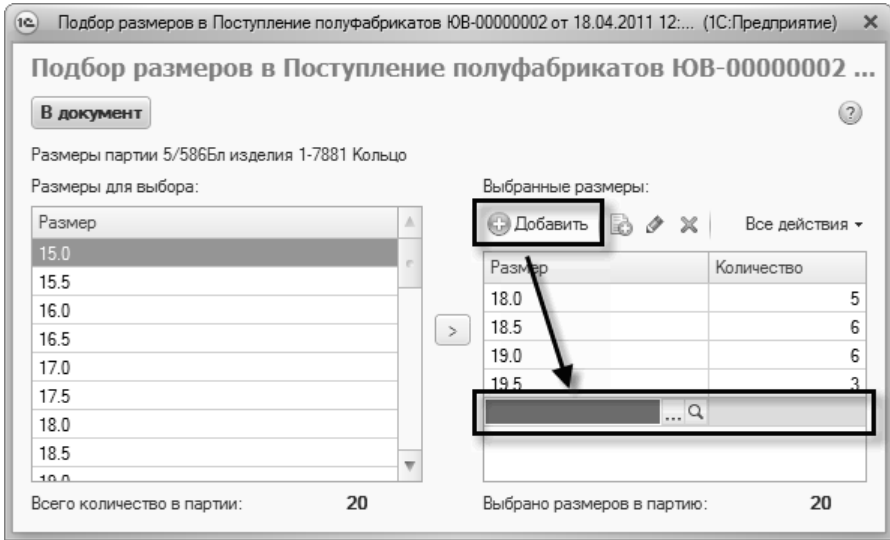 Подбор размеров в Поступление полуфабрикатов ЮВ-00000002 от 18.04.2011 12:... (1С:Предприятие)
Подбор размеров в Поступление полуфабрикатов ЮВ-00000002 ...
В документ
?
Размеры партии 5/586Бл изделия 1-7881 Кольцо
Размеры для выбора:
Размер
15.0
15.5
16.0
16.5
17.0
17.5
18.0
18.5
19.0
Всего количество в партии: 20
>
Выбранные размеры:
Добавить Все действия
Размер Количество
18.0 5
18.5 6
19.0 6
19.5 3
...
Выбрано размеров в партию: 20